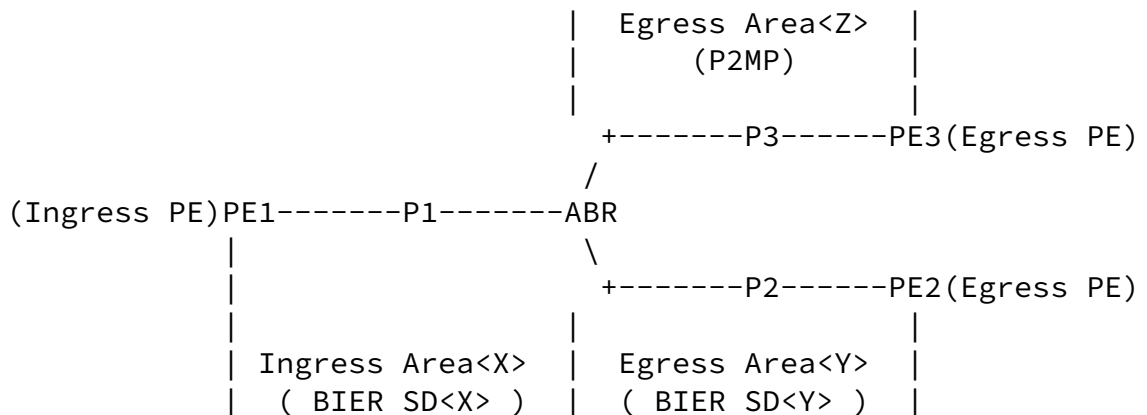 |  Egress Area<Z>  |
|      (P2MP)      |
|                  |
+-------P3------PE3(Egress PE)
/
(Ingress PE)PE1-------P1-------ABR
|                  \
|                   +-------P2------PE2(Egress PE)
|                  |                  |
| Ingress Area<X>  |  Egress Area<Y>  |
|  ( BIER SD<X> )  |  ( BIER SD<Y> )  |